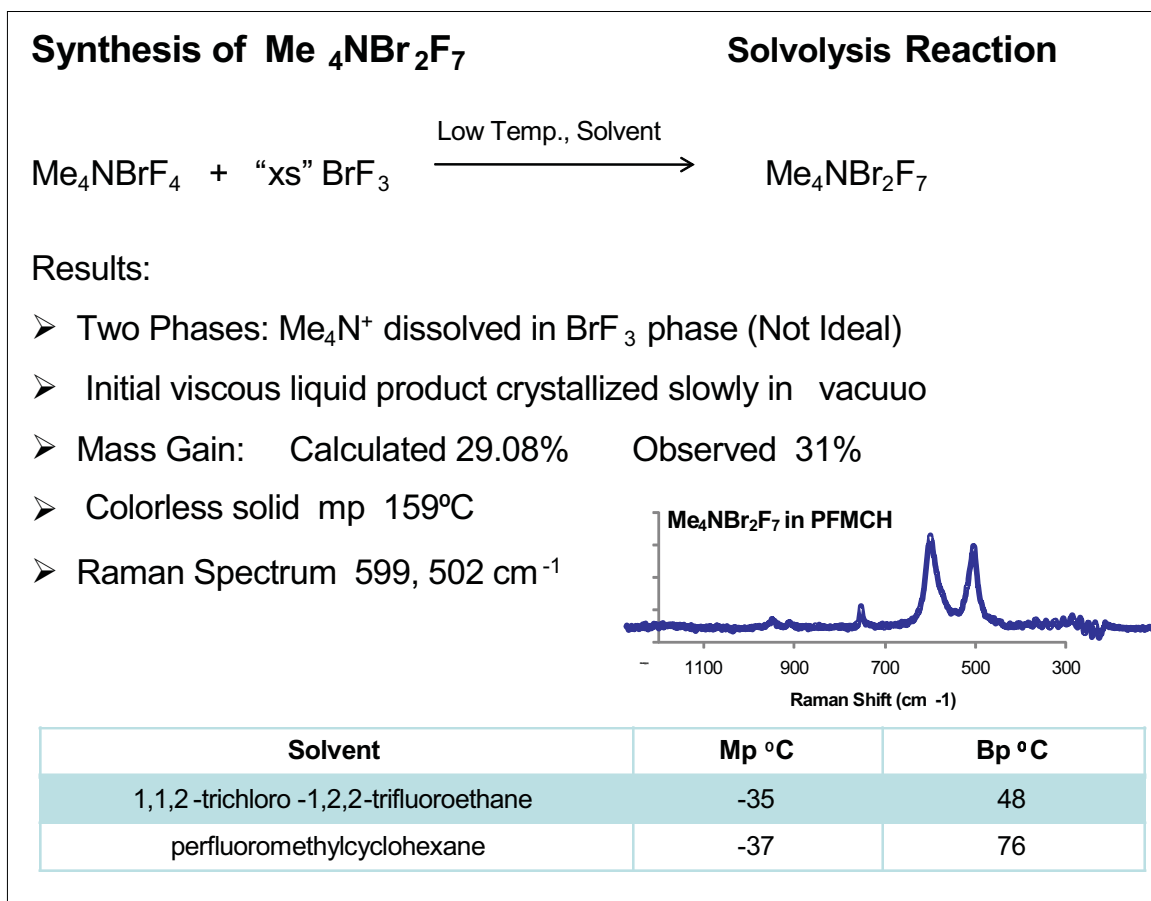 Synthesis of Me ₄NBr₂F₇ Solvolysis Reaction
Low Temp., Solvent
Me₄NBrF₄ + “xs” BrF₃ Me₄NBr₂F₇
Results:
➢ Two Phases: Me₄N⁺ dissolved in BrF₃ phase (Not Ideal)
➢ Initial viscous liquid product crystallized slowly in vacuuo
➢ Mass Gain: Calculated 29.08% Observed 31%
➢ Colorless solid mp 159ºC
➢ Raman Spectrum 599, 502 cm⁻¹
Me₄NBr₂F₇ in PFMCH
1100 900 700 500 300
Raman Shift (cm -1)
Solvent Mp ºC Bp ºC
1,1,2-trichloro -1,2,2-trifluoroethane -35 48
perfluoromethylcyclohexane -37 76